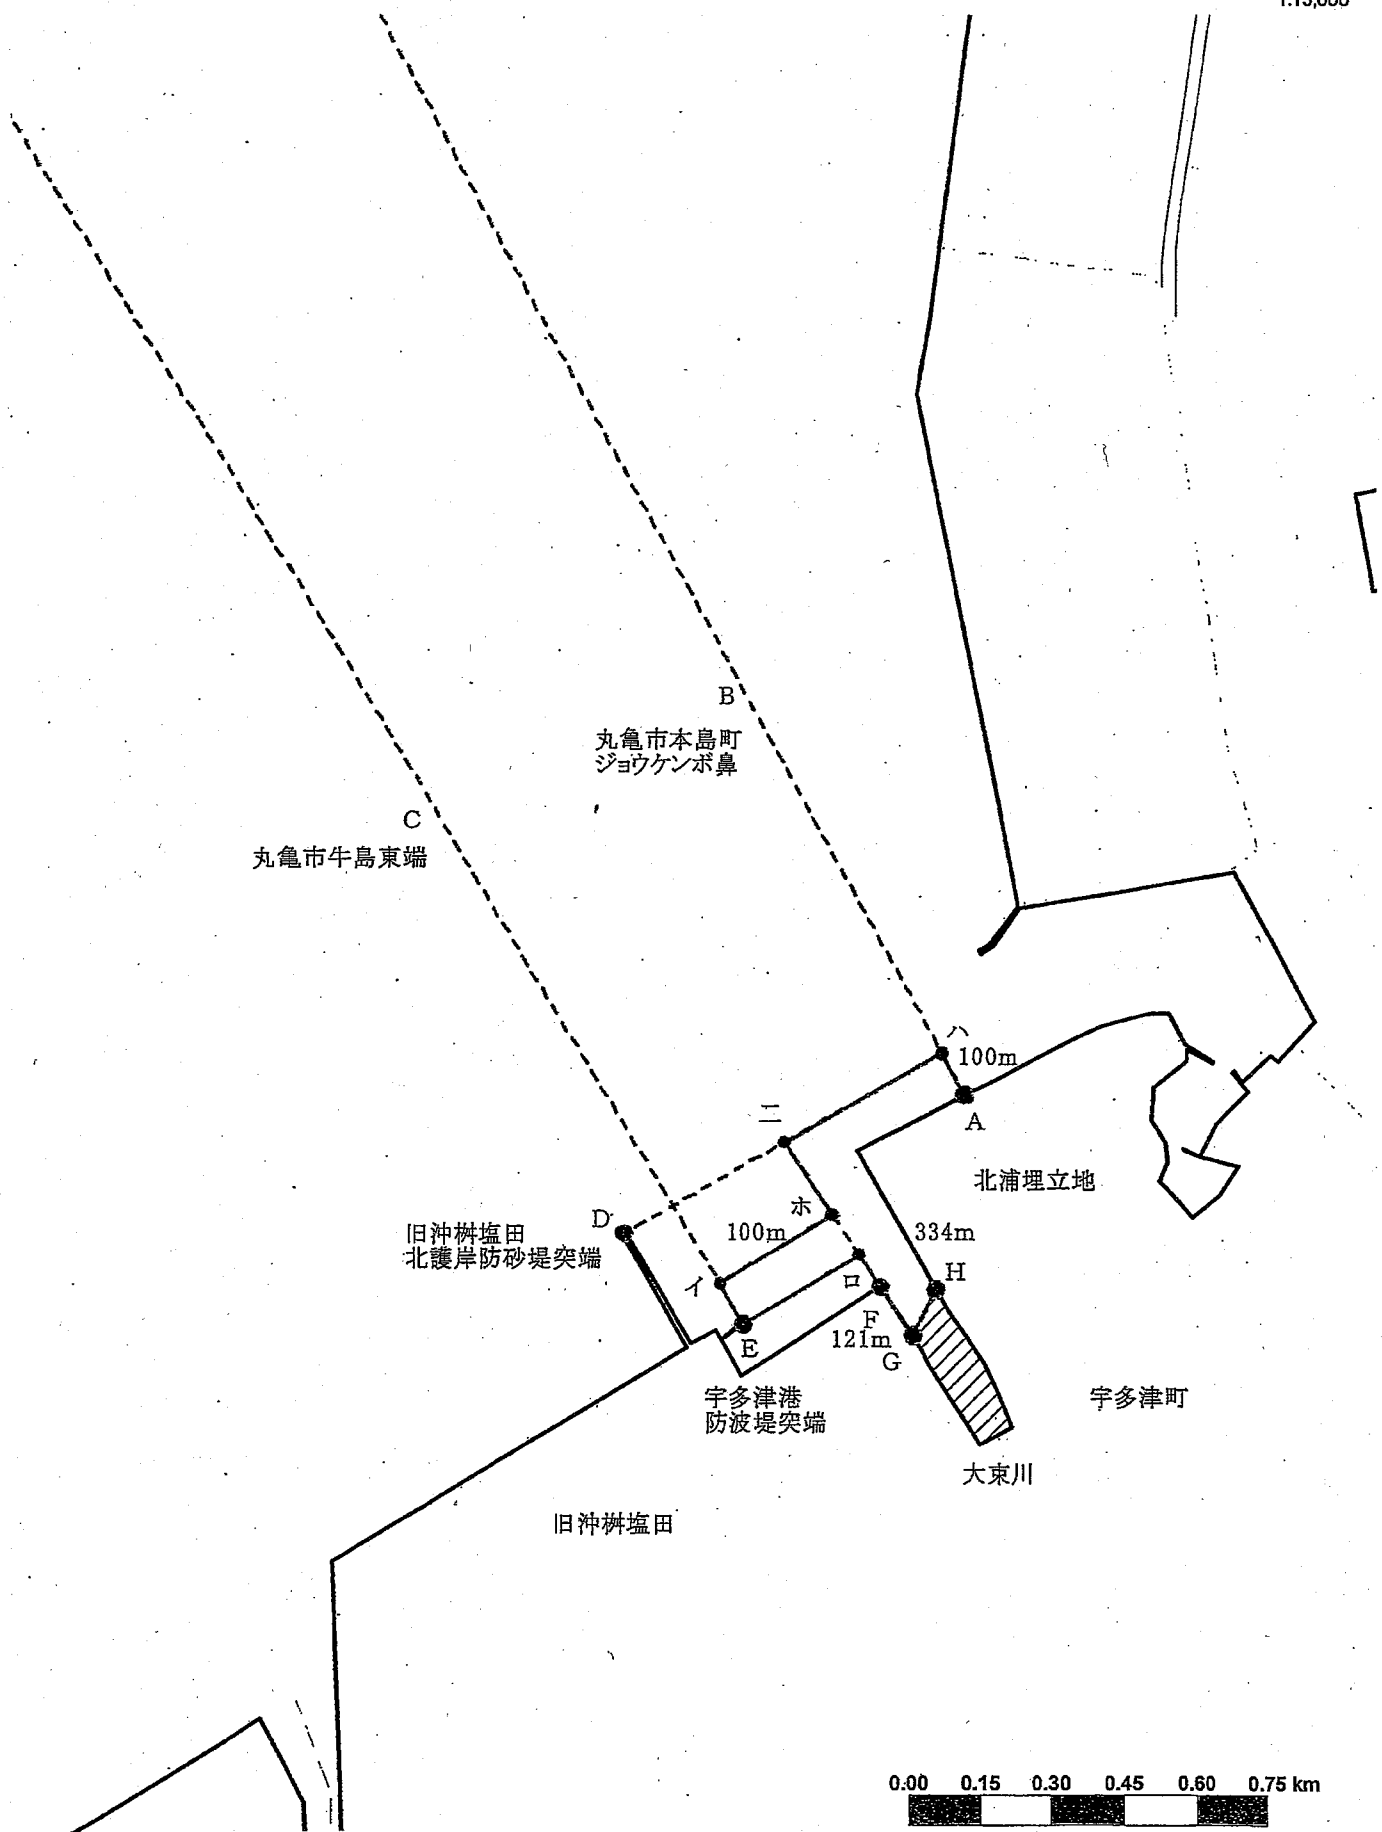 B
丸亀市本島町
ジョウケンボ鼻
C
丸亀市牛島東端
ハ
100m
A
ニ
北浦埋立地
D
旧沖桝塩田
北護岸防砂堤突端
ホ
100m
334m
イ
ロ
H
E
F
121m
G
宇多津港
防波堤突端
宇多津町
大束川
旧沖桝塩田
0.00 0.15 0.30 0.45 0.60 0.75 km